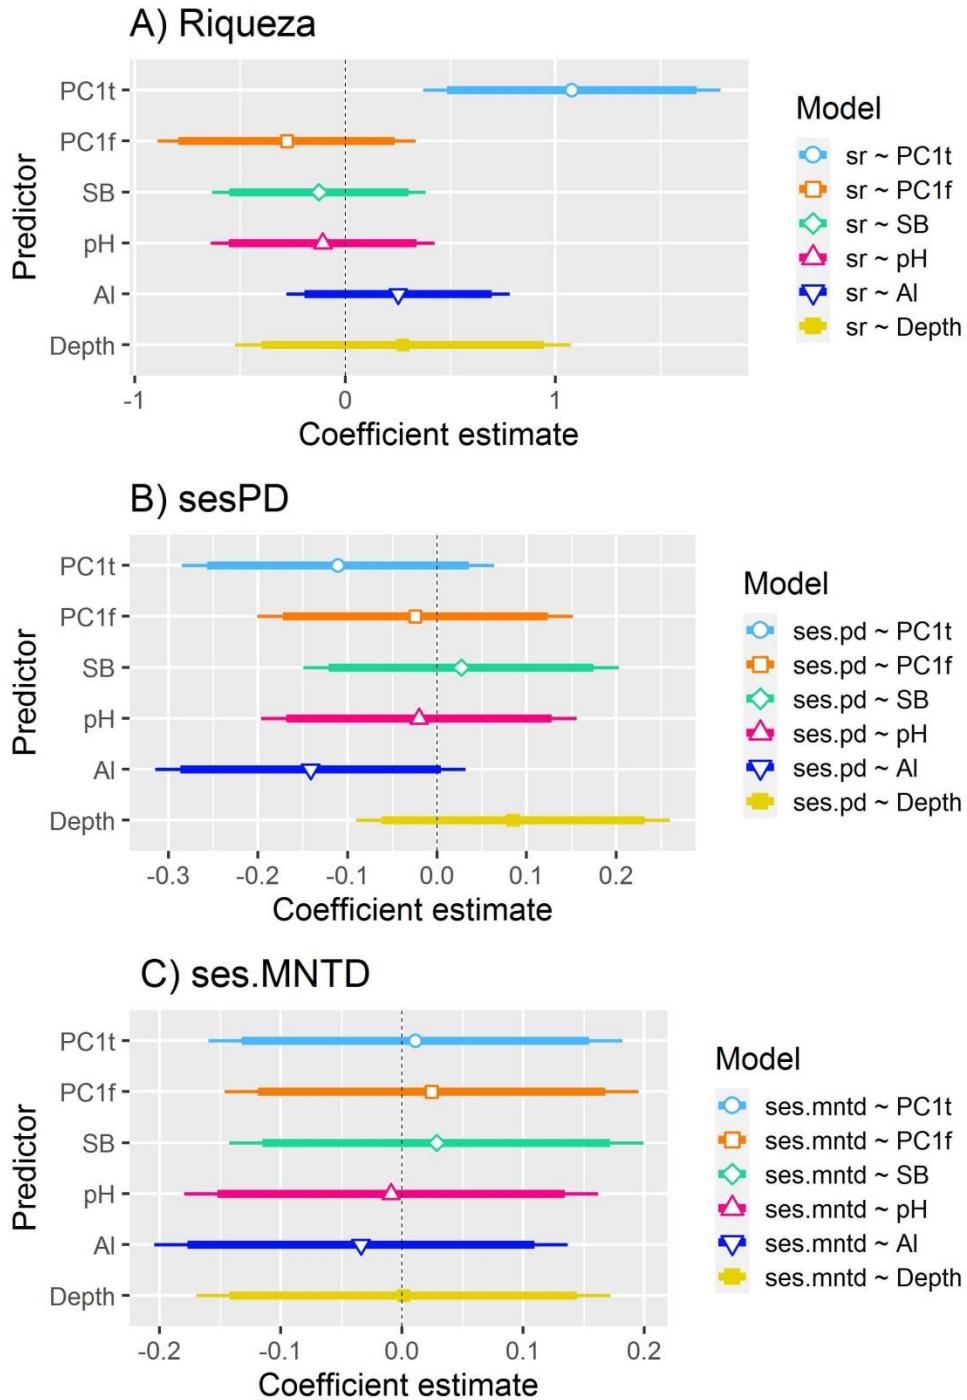 A) Riqueza
Predictor
PC1t
PC1f
SB
pH
Al
Depth
-1 0 1
Coefficient estimate
Model
sr ~ PC1t
sr ~ PC1f
sr ~ SB
sr ~ pH
sr ~ Al
sr ~ Depth
B) sesPD
Predictor
PC1t
PC1f
SB
pH
Al
Depth
-0.3 -0.2 -0.1 0.0 0.1 0.2
Coefficient estimate
Model
ses.pd ~ PC1t
ses.pd ~ PC1f
ses.pd ~ SB
ses.pd ~ pH
ses.pd ~ Al
ses.pd ~ Depth
C) ses.MNTD
Predictor
PC1t
PC1f
SB
pH
Al
Depth
-0.2 -0.1 0.0 0.1 0.2
Coefficient estimate
Model
ses.mntd ~ PC1t
ses.mntd ~ PC1f
ses.mntd ~ SB
ses.mntd ~ pH
ses.mntd ~ Al
ses.mntd ~ Depth